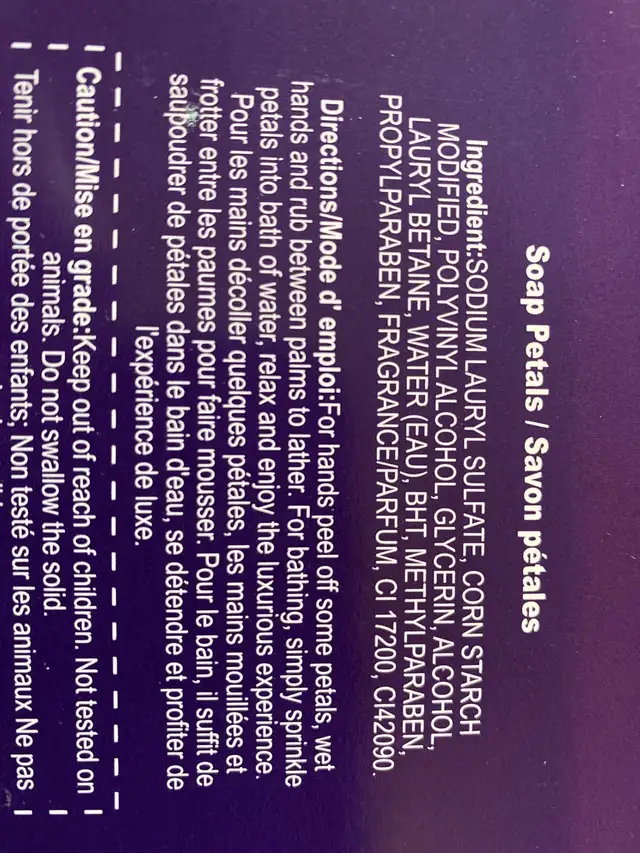 Soap Petals / Savon pétales
Ingredient:SODIUM LAURYL SULFATE, CORN STARCH
MODIFIED, POLYVINYL ALCOHOL, GLYCERIN, ALCOHOL,
LAURYL BETAINE, WATER (EAU), BHT, METHYLPARABEN,
PROPYLPARABEN, FRAGRANCE/PARFUM, CI 17200, CI42090.
Directions/Mode d' emploi:For hands peel off some petals, wet
hands and rub between palms to lather. For bathing, simply sprinkle
petals into bath of water, relax and enjoy the luxurious experience.
Pour les mains décoller quelques pétales, les mains mouillées et
frotter entre les paumes pour faire mousser. Pour le bain, il suffit de
saupoudrer de pétales dans le bain d'eau, se détendre et profiter de
l'expérience de luxe.
Caution/Mise en grade:Keep out of reach of children. Not tested on
animals. Do not swallow the solid.
Tenir hors de portée des enfants; Non testé sur les animaux Ne pas